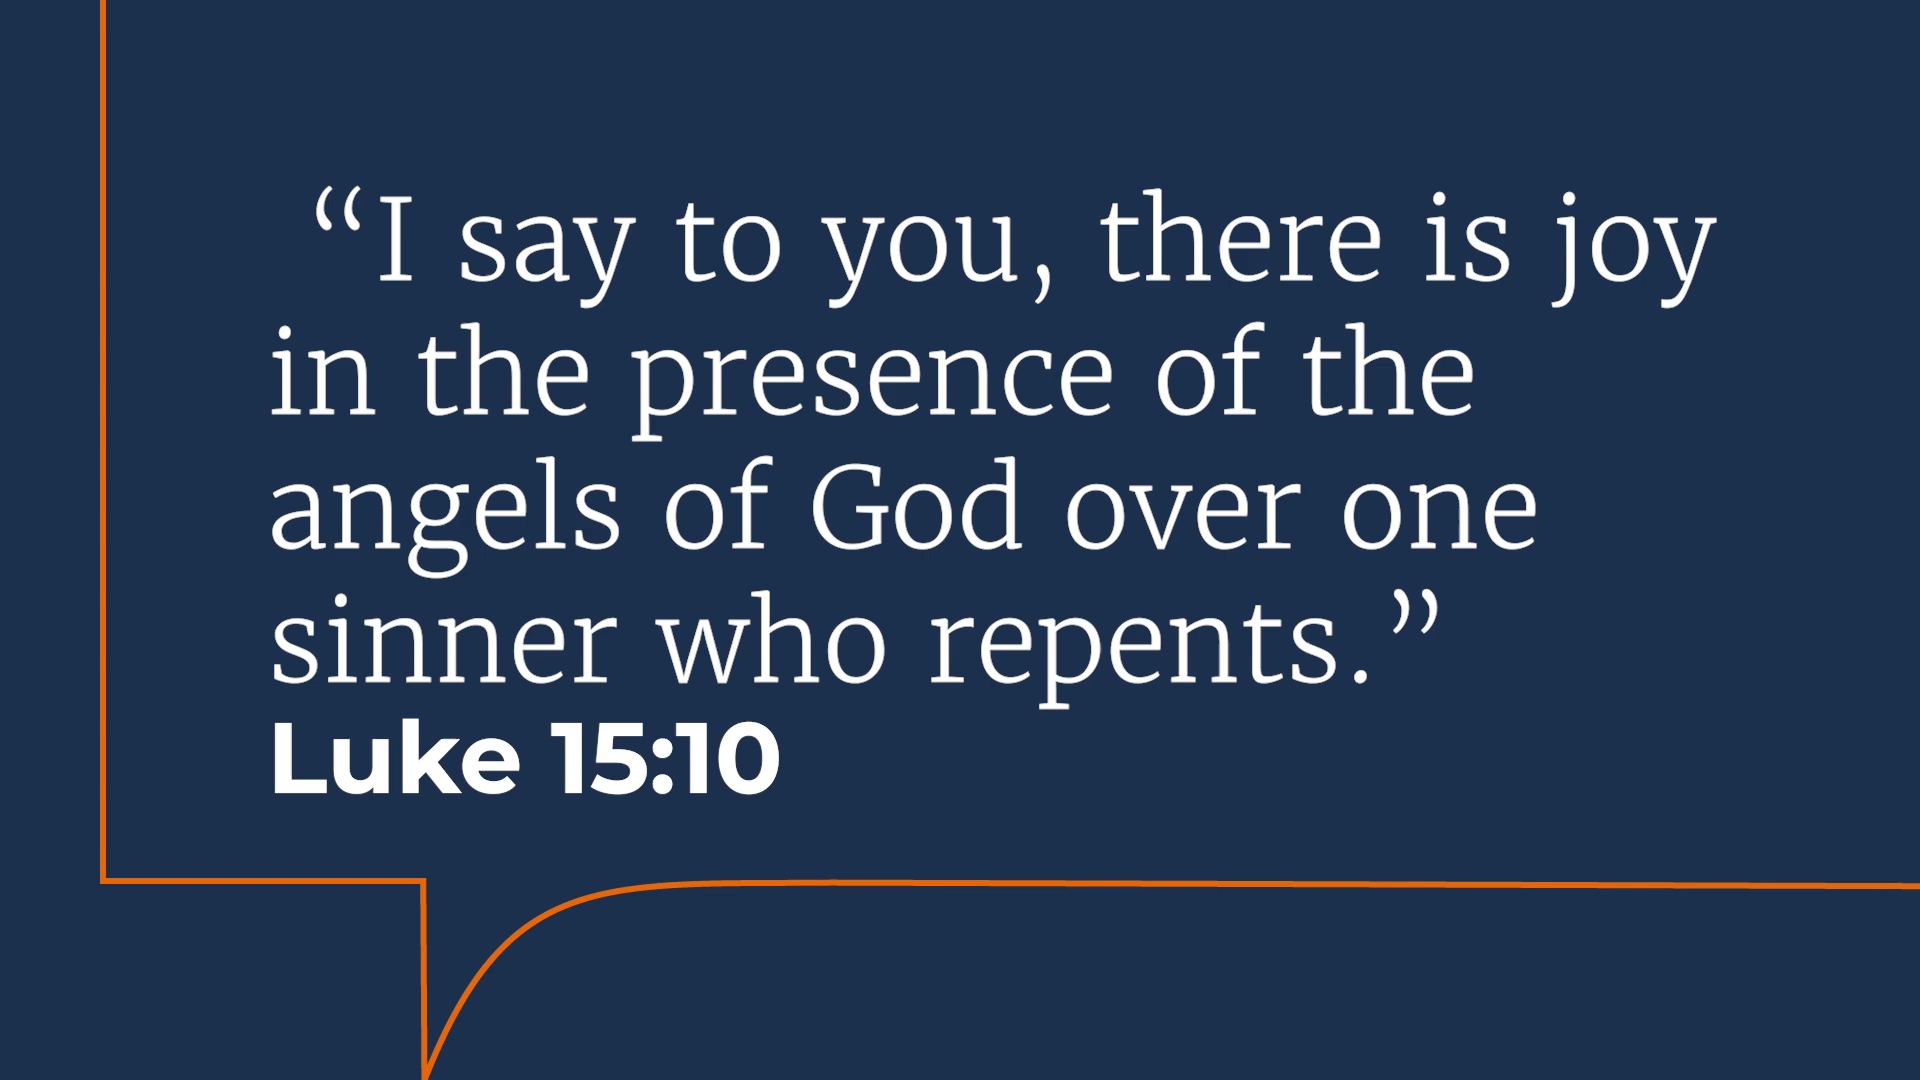 “I say to you, there is joy
in the presence of the
angels of God over one
sinner who repents.”
Luke 15:10